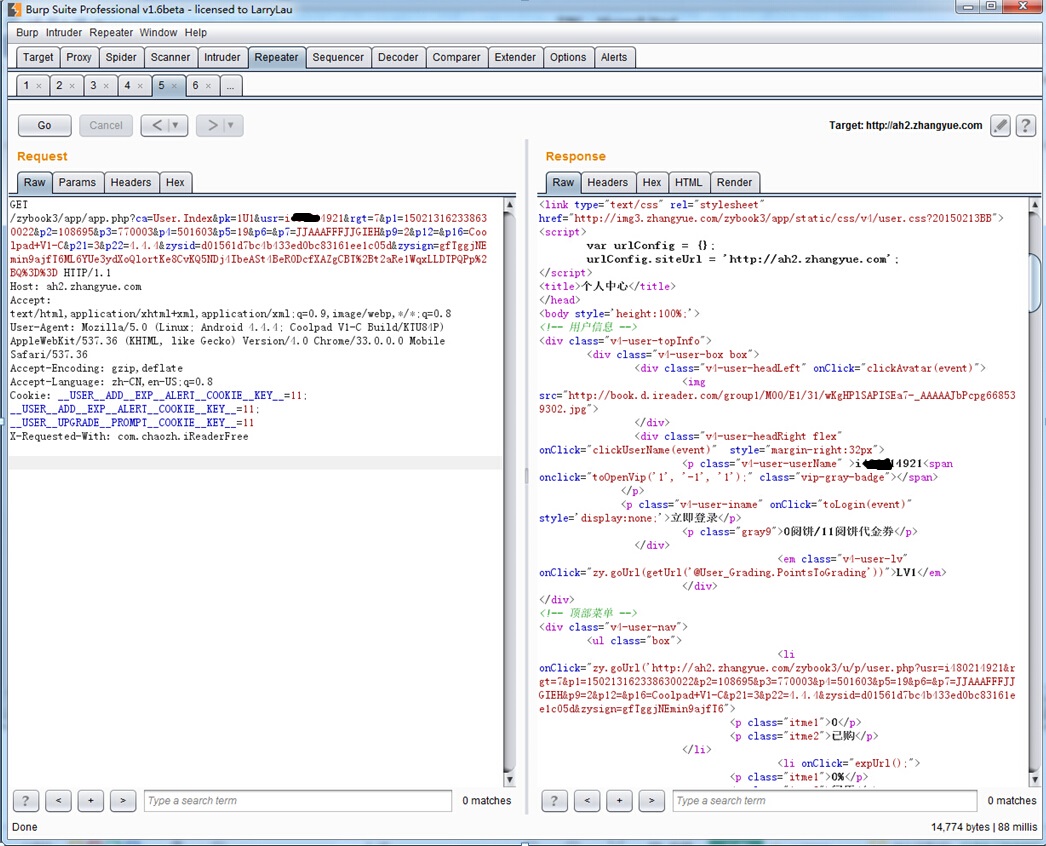 Burp Suite Professional v1.6beta - licensed to LarryLau
Burp Intruder Repeater Window Help
Target Proxy Spider Scanner Intruder Repeater Sequencer Decoder Comparer Extender Options Alerts
1 × 2 × 3 × 4 × 5 × 6 × ...
Go Cancel < > Target: http://ah2.zhangyue.com ?
Request
Raw Params Headers Hex
GET
/zybook3/app/app.php?ca=User.Index&pk=1U1&usr=i 4921&rgt=7&p1=15021316233863
0022&p2=108695&p3=770003&p4=501603&p5=19&p6=&p7=JJAAAFFFJJGIEH&p9=2&p12=&p16=Coo
lpad+V1-C&p21=3&p22=4.4.4&zysid=d01561d7bc4b433ed0bc83161ee1c05d&zysign=gfTggjNE
min9ajfT6ML6YUe3ydXoQlortKe8CvKQ5NDj4IbeASt4BeR0DcfXAZgCBI%2Bt2aRe1WqxLLDIPQPp%2
BQ%3D%3D HTTP/1.1
Host: ah2.zhangyue.com
Accept:
text/html,application/xhtml+xml,application/xml;q=0.9,image/webp,*/*;q=0.8
User-Agent: Mozilla/5.0 (Linux; Android 4.4.4; Coolpad V1-C Build/KTU84P)
AppleWebKit/537.36 (KHTML, like Gecko) Version/4.0 Chrome/33.0.0.0 Mobile
Safari/537.36
Accept-Encoding: gzip,deflate
Accept-Language: zh-CN,en-US;q=0.8
Cookie: __USER__ADD__EXP__ALERT__COOKIE__KEY__=11;
__USER__ADD__EXP__ALERT__COOKIE__KEY__=11;
__USER__UPGRADE__PROMPT__COOKIE__KEY__=11
X-Requested-With: com.chaozh.iReaderFree
? < + > Type a search term 0 matches
Response
Raw Headers Hex HTML Render
<link type="text/css" rel="stylesheet"
href="http://img3.zhangyue.com/zybook3/app/static/css/v4/user.css?20150213BB">
<script>
var urlConfig = {};
urlConfig.siteUrl = 'http://ah2.zhangyue.com';
</script>
<title>个人中心</title>
</head>
<body style='height:100%;'>
<!-- 用户信息 -->
<div class="v4-user-topInfo">
<div class="v4-user-box box">
<div class="v4-user-headLeft" onClick="clickAvatar(event)">
<img
src="http://book.d.ireader.com/group1/M00/E1/31/wKgHPlSAPISEa7-_AAAAAJbPcpg66853
9302.jpg">
</div>
<div class="v4-user-headRight flex"
onClick="clickUserName(event)" style="margin-right:32px">
<p class="v4-user-userName" >i 14921<span
onclick="toOpenVip('1', '-1', '1');" class="vip-gray-badge"></span>
</p>
<p class="v4-user-iname" onClick="toLogin(event)"
style='display:none;'>立即登录</p>
<p class="gray9">0阅饼/11阅饼代金券</p>
</div>
<em class="v4-user-lv"
onClick="zy.goUrl(getUrl('@User_Grading.PointsToGrading'))">LV1</em>
</div>
</div>
<!-- 顶部菜单 -->
<div class="v4-user-nav">
<ul class="box">
<li
onClick="zy.goUrl('http://ah2.zhangyue.com/zybook3/u/p/user.php?usr=i480214921&r
gt=7&p1=150213162338630022&p2=108695&p3=770003&p4=501603&p5=19&p6=&p7=JJAAAFFFJJ
GIEH&p9=2&p12=&p16=Coolpad+V1-C&p21=3&p22=4.4.4&zysid=d01561d7bc4b433ed0bc83161e
e1c05d&zysign=gfTggjNEmin9ajfT6">
<p class="itme1">0</p>
<p class="itme2">已购</p>
</li>
<li onClick="expUrl();">
<p class="itme1">0%</p>
? < + > Type a search term 0 matches
Done 14,774 bytes | 88 millis